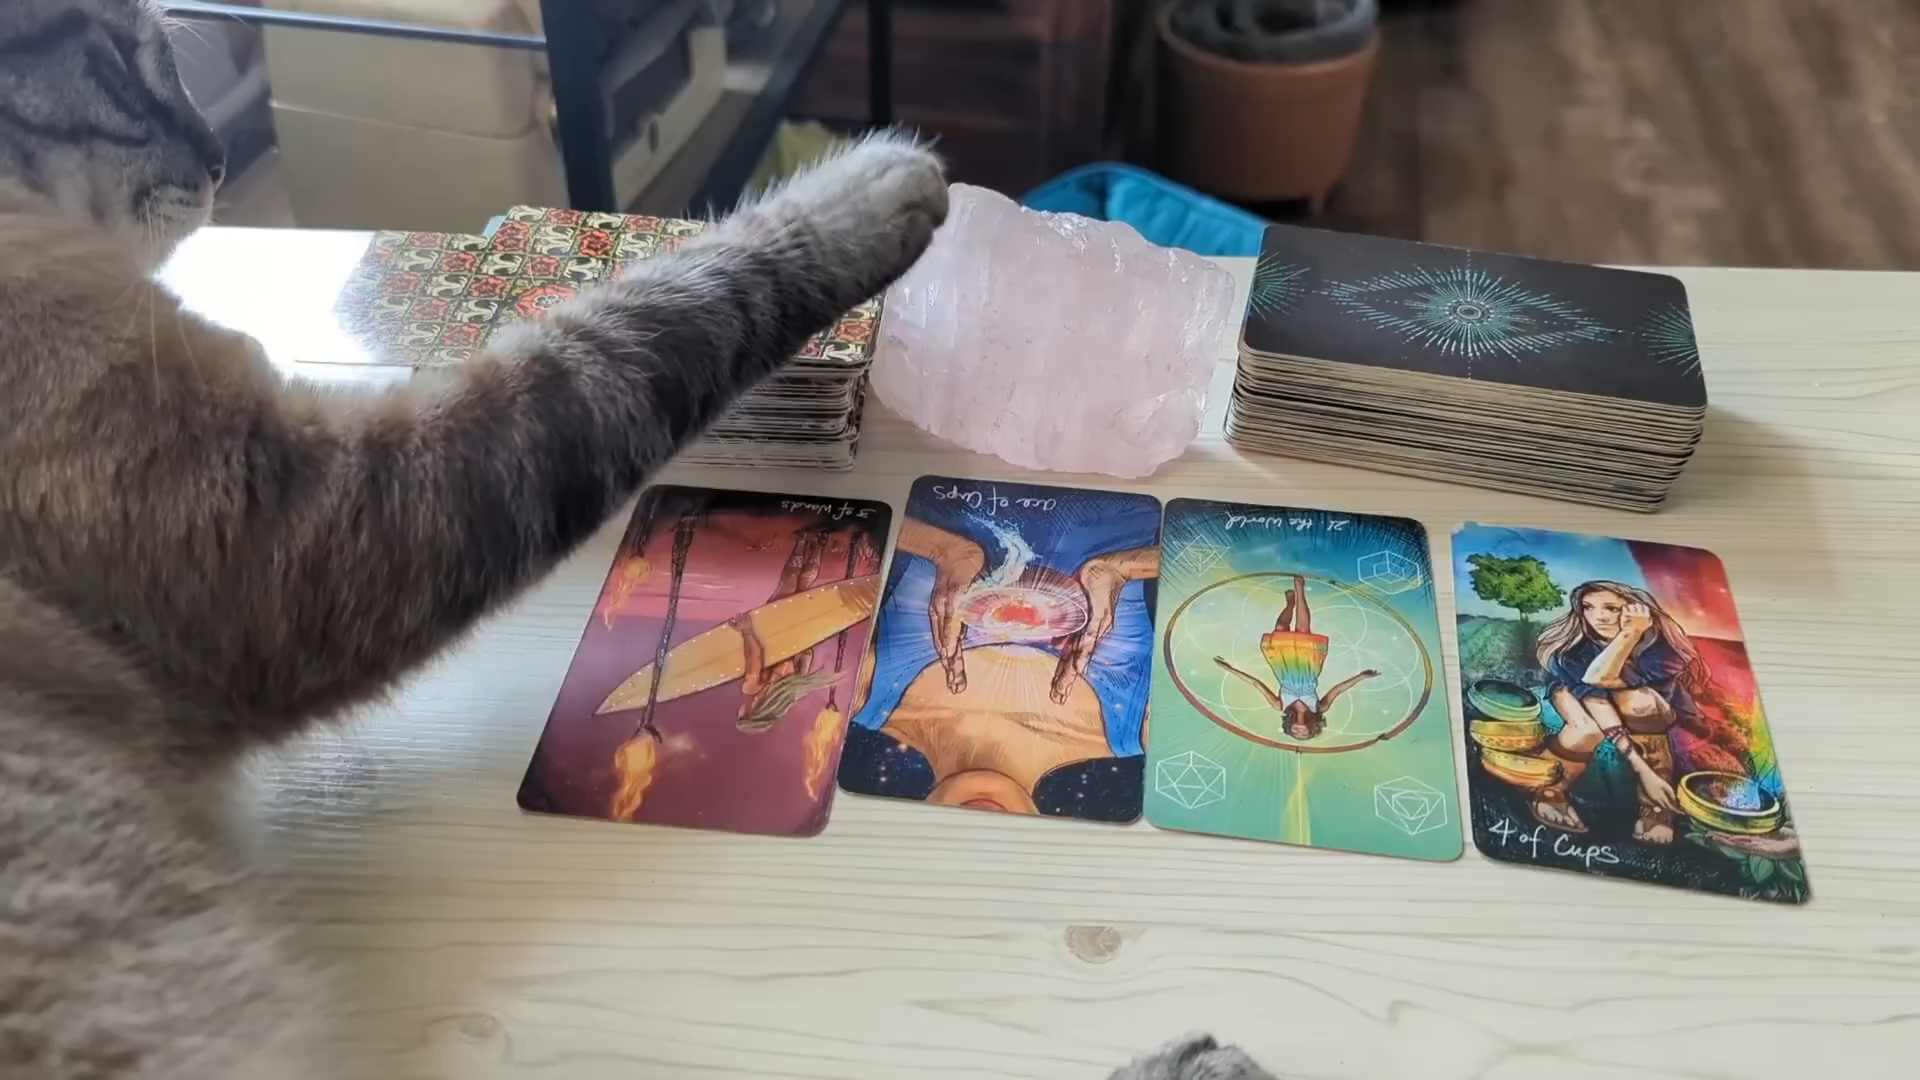 3 of Wands
ace of Cups
21, the World
4 of Cups